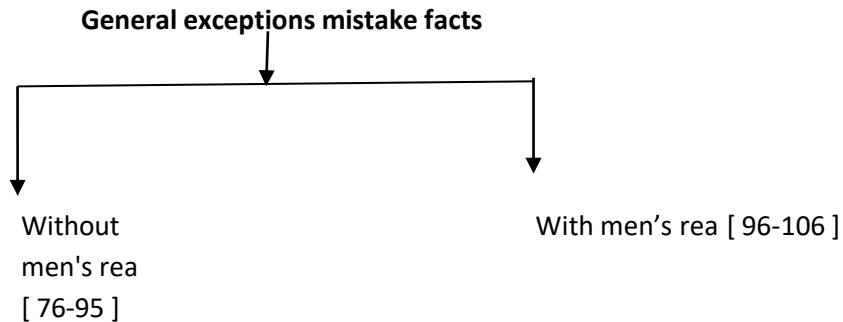 General exceptions mistake facts
Without
men's rea
[ 76-95 ]
With men’s rea [ 96-106 ]